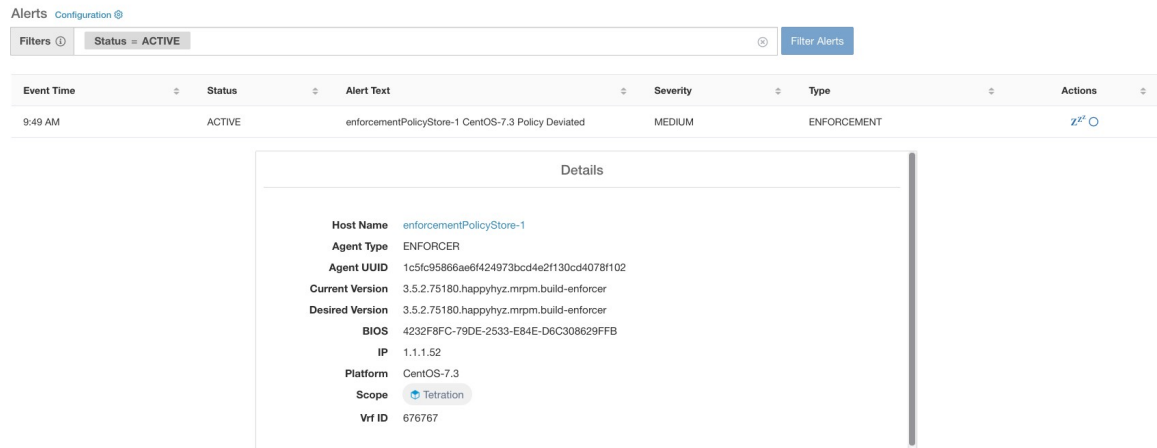 Alerts Configuration
Filters Status = ACTIVE Filter Alerts
Event Time Status Alert Text Severity Type Actions
9:49 AM ACTIVE enforcementPolicyStore-1 CentOS-7.3 Policy Deviated MEDIUM ENFORCEMENT zzz
Details
Host Name enforcementPolicyStore-1
Agent Type ENFORCER
Agent UUID 1c5fc95866ae6f424973bcd4e2f130cd4078f102
Current Version 3.5.2.75180.happyhyz.mrpm.build-enforcer
Desired Version 3.5.2.75180.happyhyz.mrpm.build-enforcer
BIOS 4232F8FC-79DE-2533-E84E-D6C308629FFB
IP 1.1.1.52
Platform CentOS-7.3
Scope Tetration
Vrf ID 676767